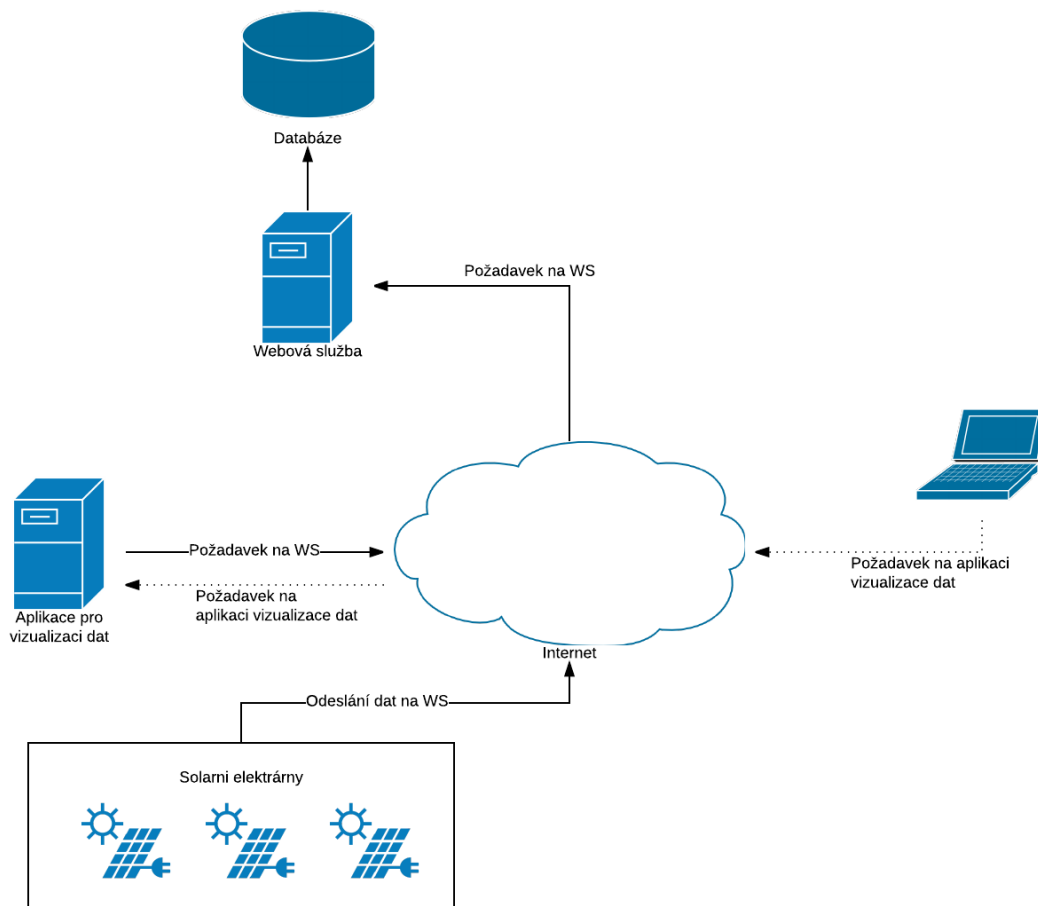 Databáze
Požadavek na WS
Webová služba
Požadavek na WS
Požadavek na
aplikaci vizualizace dat
Požadavek na aplikaci
vizualizace dat
Aplikace pro
vizualizaci dat
Internet
Odeslání dat na WS
Solarni elektrárny